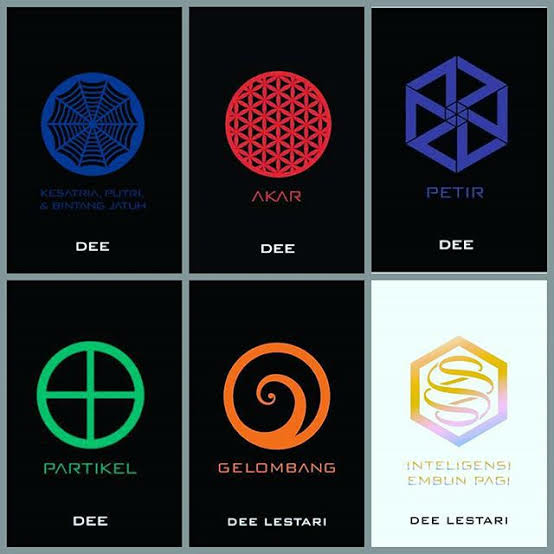 KESATRIA, PUTRI,
& BINTANG JATUH
DEE
AKAR
DEE
PETIR
DEE
PARTIKEL
DEE
GELOMBANG
DEE LESTARI
INTELIGENSI
EMBUN PAGI
DEE LESTARI